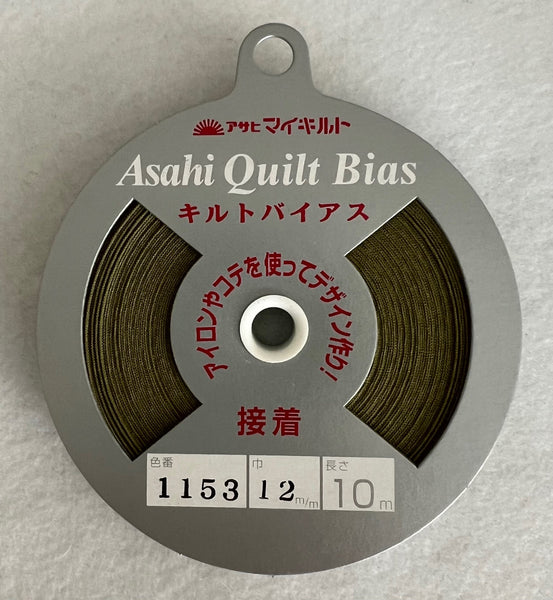 アサヒマイキルト
Asahi Quilt Bias
キルトバイアス
アイロンやコテを使ってデザイン作り!
接着
色番 巾 長さ
1153 12m/m 10m